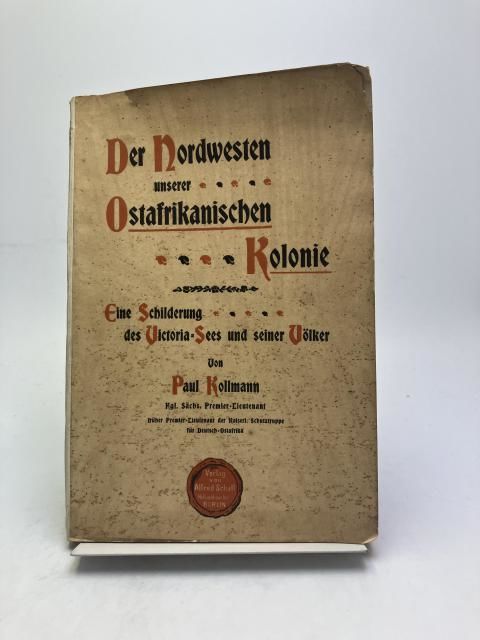 Der Nordwesten
unserer
Ostafrikanischen
Kolonie
Eine Schilderung
des Victoria-Sees und seiner Völker
Von
Paul Kollmann
Kgl. Sächs. Premier-Lieutenant
früher Premier-Lieutenant der Kaiserl. Schutztruppe
für Deutsch-Ostafrika
Verlag
von
Alfred Schall
BERLIN